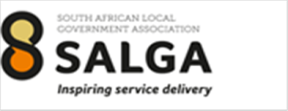 SOUTH AFRICAN LOCAL
GOVERNMENT ASSOCIATION
SALGA
Inspiring service delivery